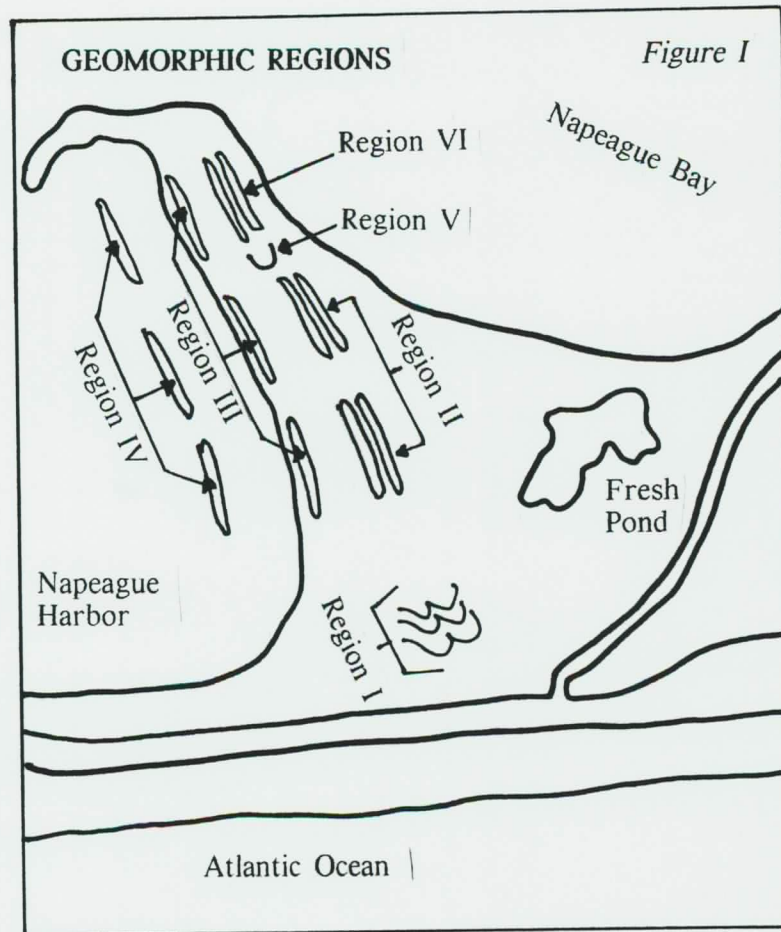 GEOMORPHIC REGIONS
Figure I
Napeague Bay
Region VI
Region V
Region II
Region III
Region IV
Fresh
Pond
Napeague
Harbor
Region I
Atlantic Ocean